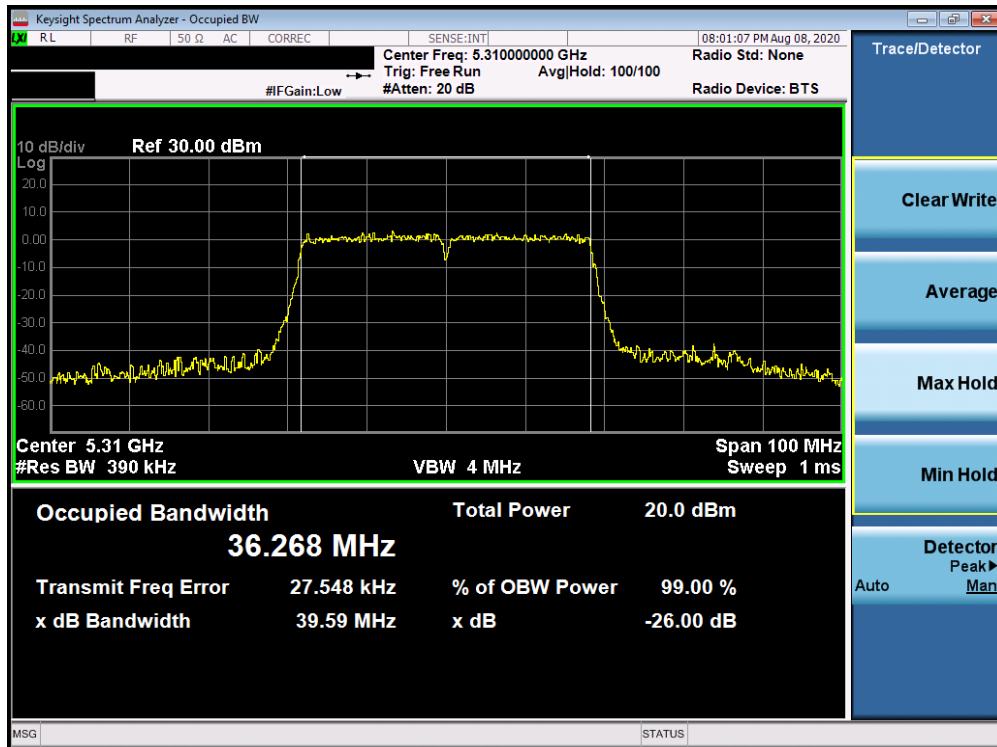 Keysight Spectrum Analyzer - Occupied BW
LXI RL RF 50 Ω AC CORREC SENSE:INT 08:01:07 PM Aug 08, 2020
Center Freq: 5.310000000 GHz Radio Std: None
Trig: Free Run Avg|Hold: 100/100
#IFGain:Low #Atten: 20 dB Radio Device: BTS
Trace/Detector
10 dB/div Ref 30.00 dBm
Log
20.0
10.0
0.00
-10.0
-20.0
-30.0
-40.0
-50.0
-60.0
Center 5.31 GHz Span 100 MHz
#Res BW 390 kHz VBW 4 MHz Sweep 1 ms
Occupied Bandwidth Total Power 20.0 dBm
36.268 MHz
Transmit Freq Error 27.548 kHz % of OBW Power 99.00 %
x dB Bandwidth 39.59 MHz x dB -26.00 dB
Clear Write
Average
Max Hold
Min Hold
Detector
Peak▶
Auto Man
MSG STATUS